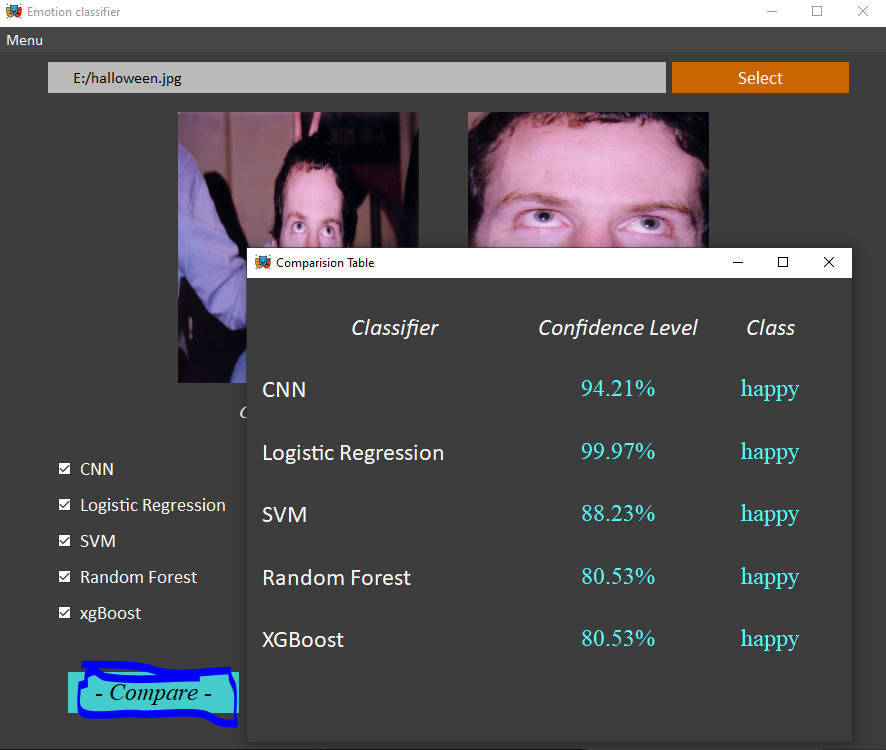 Emotion classifier
Menu
E:/halloween.jpg Select
Comparision Table
Classifier Confidence Level Class
CNN 94.21% happy
Logistic Regression 99.97% happy
SVM 88.23% happy
Random Forest 80.53% happy
XGBoost 80.53% happy
CNN
Logistic Regression
SVM
Random Forest
xgBoost
- Compare -